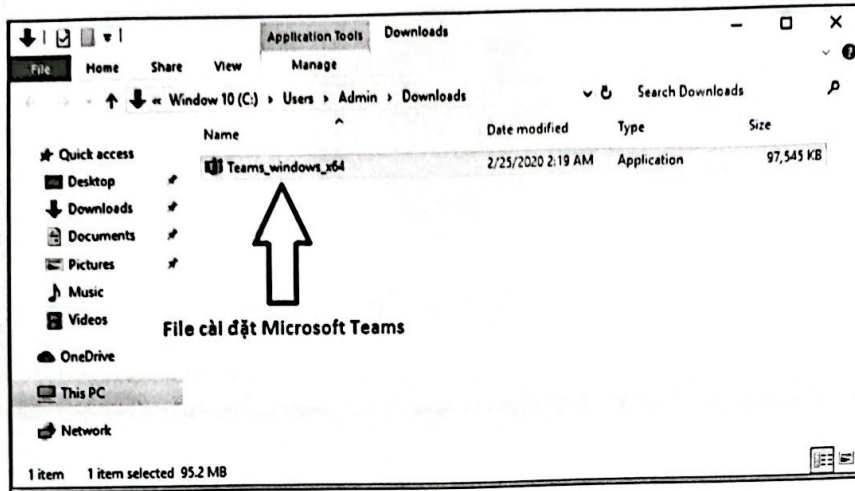 Application Tools Downloads
File Home Share View Manage
« Window 10 (C:) › Users › Admin › Downloads Search Downloads
Name Date modified Type Size
Quick access
Teams_windows_x64 2/25/2020 2:19 AM Application 97,545 KB
Desktop
Downloads
Documents
Pictures
Music
Videos
File cài đặt Microsoft Teams
OneDrive
This PC
Network
1 item 1 item selected 95.2 MB